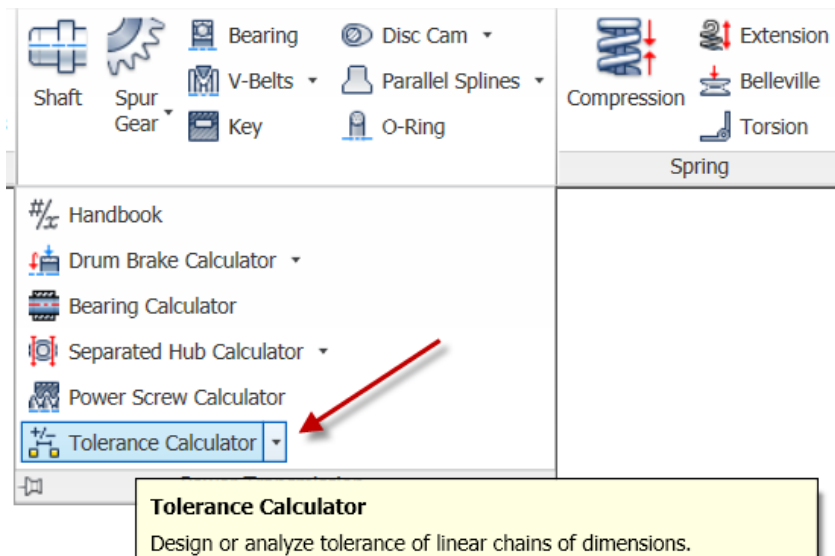 Shaft
Spur
Gear
Bearing
V-Belts
Key
Disc Cam
Parallel Splines
O-Ring
Compression
Extension
Belleville
Torsion
Spring
#/x Handbook
Drum Brake Calculator
Bearing Calculator
Separated Hub Calculator
Power Screw Calculator
+/- Tolerance Calculator
Tolerance Calculator
Design or analyze tolerance of linear chains of dimensions.